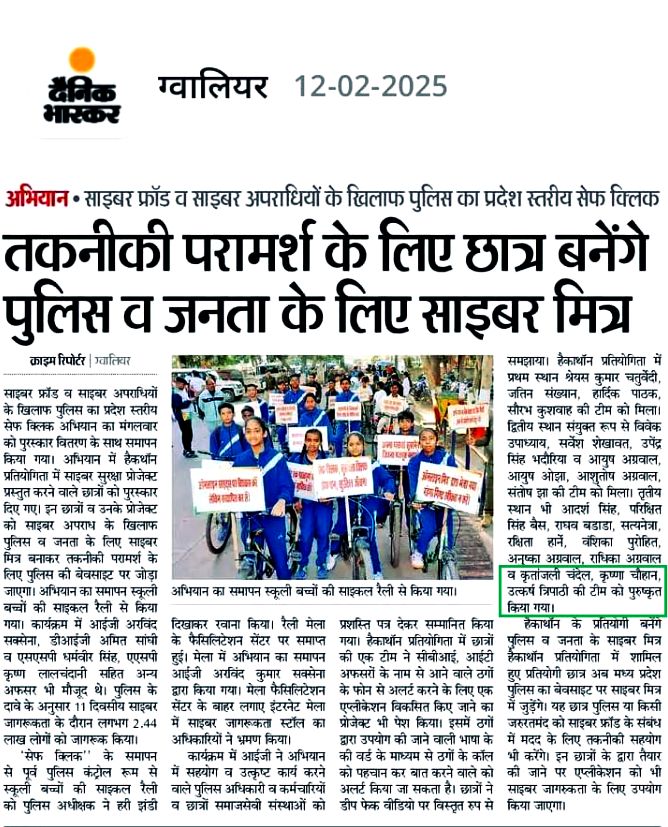 दैनिक
भास्कर
ग्वालियर 12-02-2025
अभियान • साइबर फ्रॉड व साइबर अपराधियों के खिलाफ पुलिस का प्रदेश स्तरीय सेफ क्लिक
तकनीकी परामर्श के लिए छात्र बनेंगे
पुलिस व जनता के लिए साइबर मित्र
क्राइम रिपोर्टर | ग्वालियर
साइबर फ्रॉड व साइबर अपराधियों
के खिलाफ पुलिस का प्रदेश स्तरीय
सेफ क्लिक अभियान का मंगलवार
को पुरस्कार वितरण के साथ समापन
किया गया। अभियान में हैकथॉन
प्रतियोगिता में साइबर सुरक्षा प्रोजेक्ट
प्रस्तुत करने वाले छात्रों को पुरस्कार
दिए गए। इन छात्रों व उनके प्रोजेक्ट
को साइबर अपराध के खिलाफ
पुलिस व जनता के लिए साइबर
मित्र बनाकर तकनीकी परामर्श के
लिए पुलिस की बेवसाइट पर जोड़ा
जाएगा। अभियान का समापन स्कूली
बच्चों की साइकल रैली से किया गया।
कार्यक्रम में आईजी अरविंद
सक्सेना, डीआईजी अमित सांघी
व एसएसपी धर्मवीर सिंह, एएसपी
कृष्ण लालचंदानी सहित अन्य
अफसर भी मौजूद थे। पुलिस के
दावे के अनुसार 11 दिवसीय साइबर
जागरूकता के दौरान लगभग 2.44
लाख लोगों को जागरूक किया।
'सेफ क्लिक'' के समापन
से पूर्व पुलिस कंट्रोल रूम से
स्कूली बच्चों की साइकल रैली
को पुलिस अधीक्षक ने हरी झंडी
अभियान का समापन स्कूली बच्चों की साइकल रैली से किया गया।
दिखाकर रवाना किया। रैली मेला
के फैसिलिटेशन सेंटर पर समाप्त
हुई। मेला में अभियान का समापन
आईजी अरविंद कुमार सक्सेना
द्वारा किया गया। मेला फैसिलिटेशन
सेंटर के बाहर लगाए इंटरनेट मेला
में साइबर जागरूकता स्टॉल का
अधिकारियों ने भ्रमण किया।
कार्यक्रम में आईजी ने अभियान
में सहयोग व उत्कृष्ट कार्य करने
वाले पुलिस अधिकारी व कर्मचारियों
व छात्रों समाजसेवी संस्थाओं को
प्रशस्ति पत्र देकर सम्मानित किया
गया। हैकाथॉन प्रतियोगिता में छात्रों
की एक टीम ने सीबीआई, आईटी
अफसरों के नाम से आने वाले ठगों
के फोन से अलर्ट करने के लिए एक
एप्लीकेशन विकसित किए जाने का
प्रोजेक्ट भी पेश किया। इसमें ठगों
द्वारा उपयोग की जाने वाली भाषा के
की वर्ड के माध्यम से ठगों के कॉल
को पहचान कर बात करने वाले को
अलर्ट किया जा सकता है। छात्रों ने
डीप फेक वीडियो पर विस्तृत रुप से
समझाया। हैकाथॉन प्रतियोगिता में
प्रथम स्थान श्रेयस कुमार चतुर्वेदी,
जतिन संख्यान, हार्दिक पाठक,
सौरभ कुशवाह की टीम को मिला।
द्वितीय स्थान संयुक्त रूप से विवेक
उपाध्याय, सर्वेश शेखावत, उपेंद्र
सिंह भदौरिया व आयुष अग्रवाल,
आयुष ओझा, आशुतोष अग्रवाल,
संतोष झा की टीम को मिला। तृतीय
स्थान भी आदर्श सिंह, परिक्षित
सिंह बैस, राघव बडाडा, सत्यनेत्रा,
रक्षिता हार्ने, वंशिका पुरोहित,
अनुष्का अग्रवाल, राधिका अग्रवाल
व कृतांजली चंदेल, कृष्णा चौहान,
उत्कर्ष त्रिपाठी की टीम को पुरुष्कृत
किया गया।
हैकाथॉन के प्रतियोगी बनेंगे
पुलिस व जनता के साइबर मित्र
हैकाथॉन प्रतियोगिता में शामिल
हुए प्रतियोगी छात्र अब मध्य प्रदेश
पुलिस का बेवसाइट पर साइबर मित्र
में जुड़ेंगे। यह छात्र पुलिस या किसी
जरुरतमंद को साइबर फ्रॉड के संबंध
में मदद के लिए तकनीकी सहयोग
भी करेंगे। इन छात्रों के द्वारा तैयार
की जाने पर एप्लीकेशन को भी
साइबर जागरुकता के लिए उपयोग
किया जाएगा।